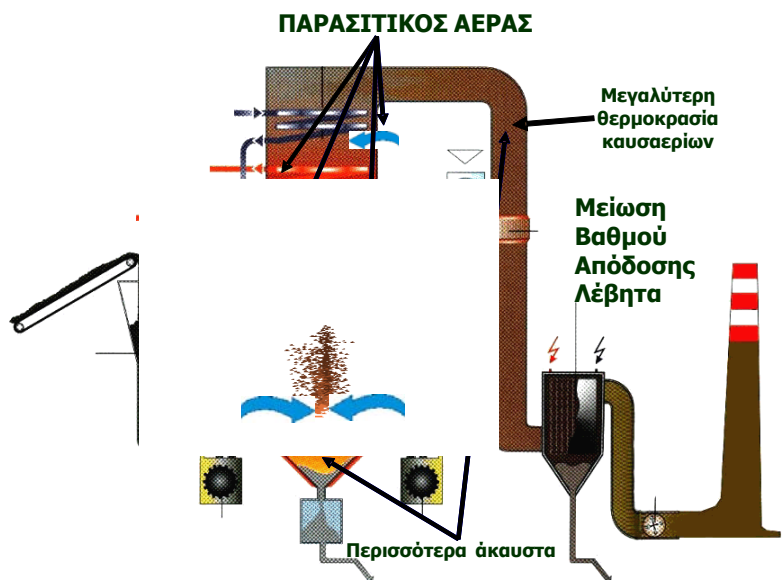 ΠΑΡΑΣΙΤΙΚΟΣ ΑΕΡΑΣ
Μεγαλύτερη
θερμοκρασία
καυσαερίων
Μείωση
Βαθμού
Απόδοσης
Λέβητα
Περισσότερα άκαυστα